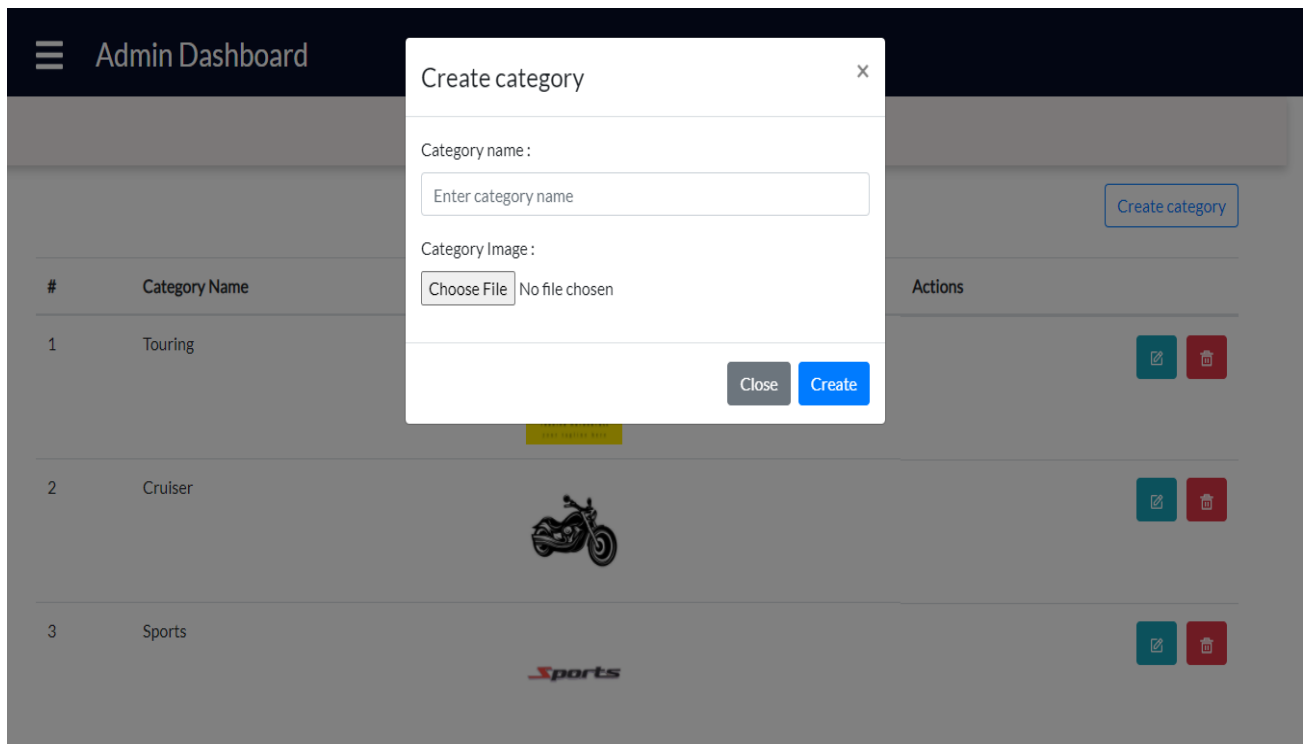 Admin Dashboard
Create category
×
Category name :
Enter category name
Create category
Category Image :
Choose File No file chosen
# Category Name Actions
1 Touring
Close Create
2 Cruiser
3 Sports
Sports